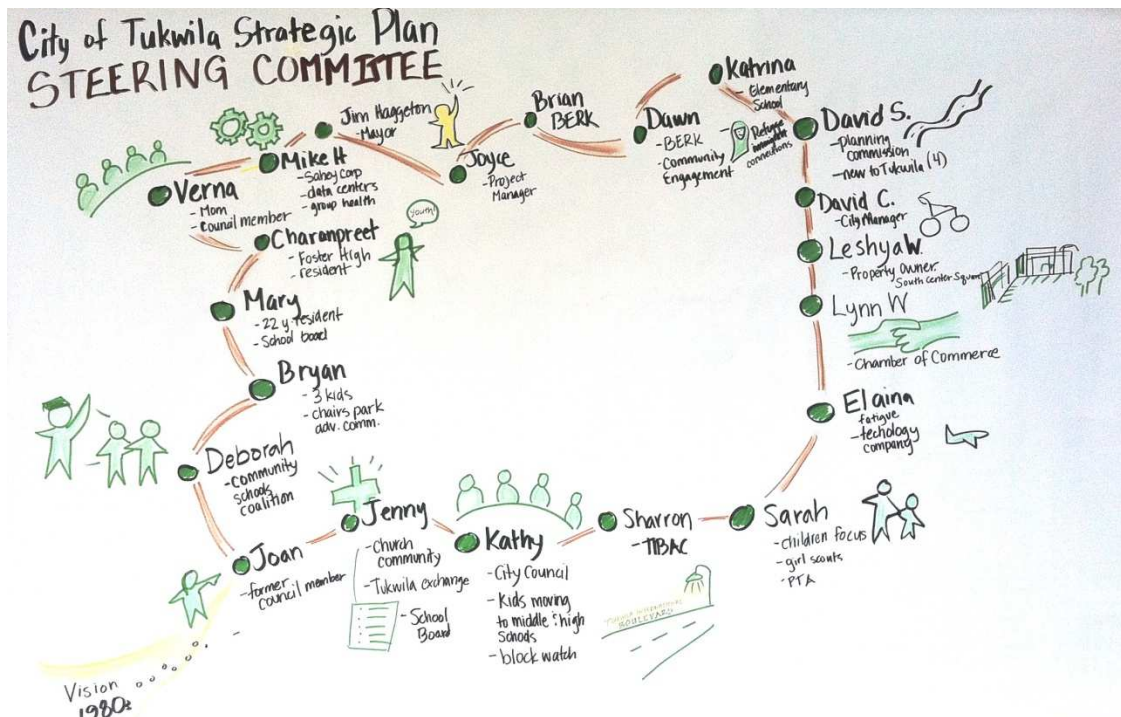 City of Tukwila Strategic Plan
STEERING COMMITTEE
Jim Haggeton
- Mayor
Mike H
- Sabey Corp
- data centers
- group health
Verna
- Mom
- council member
Charanpreet
- Foster High
- resident
youth!
Mary
- 22 y. resident
- School board
Bryan
- 3 kids
- chairs park
adv. comm.
Deborah
- community
schools
coalition
Joan
- former
council member
Vision
1980s
Jenny
- Church
community
- Tukwila exchange
- School
Board
Kathy
- City Council
- Kids moving
to middle & high
Schools
- block watch
Sharron
- TIBAC
TUKWILA INTERNATIONAL
BOULEVARD
Sarah
- children focus
- girl scouts
- PTA
Elaina
fatigue
- techology
company
Lynn W
- Chamber of Commerce
Leshya W.
- Property Owner
South center Square
David C.
- City Manager
David S.
- planning
commission
- new to Tukwila (4)
Katrina
- Elementary
School
Dawn
- BERK
- Community
Engagement
- Refuge
connections
Brian
BERK
Joyce
- Project
Manager